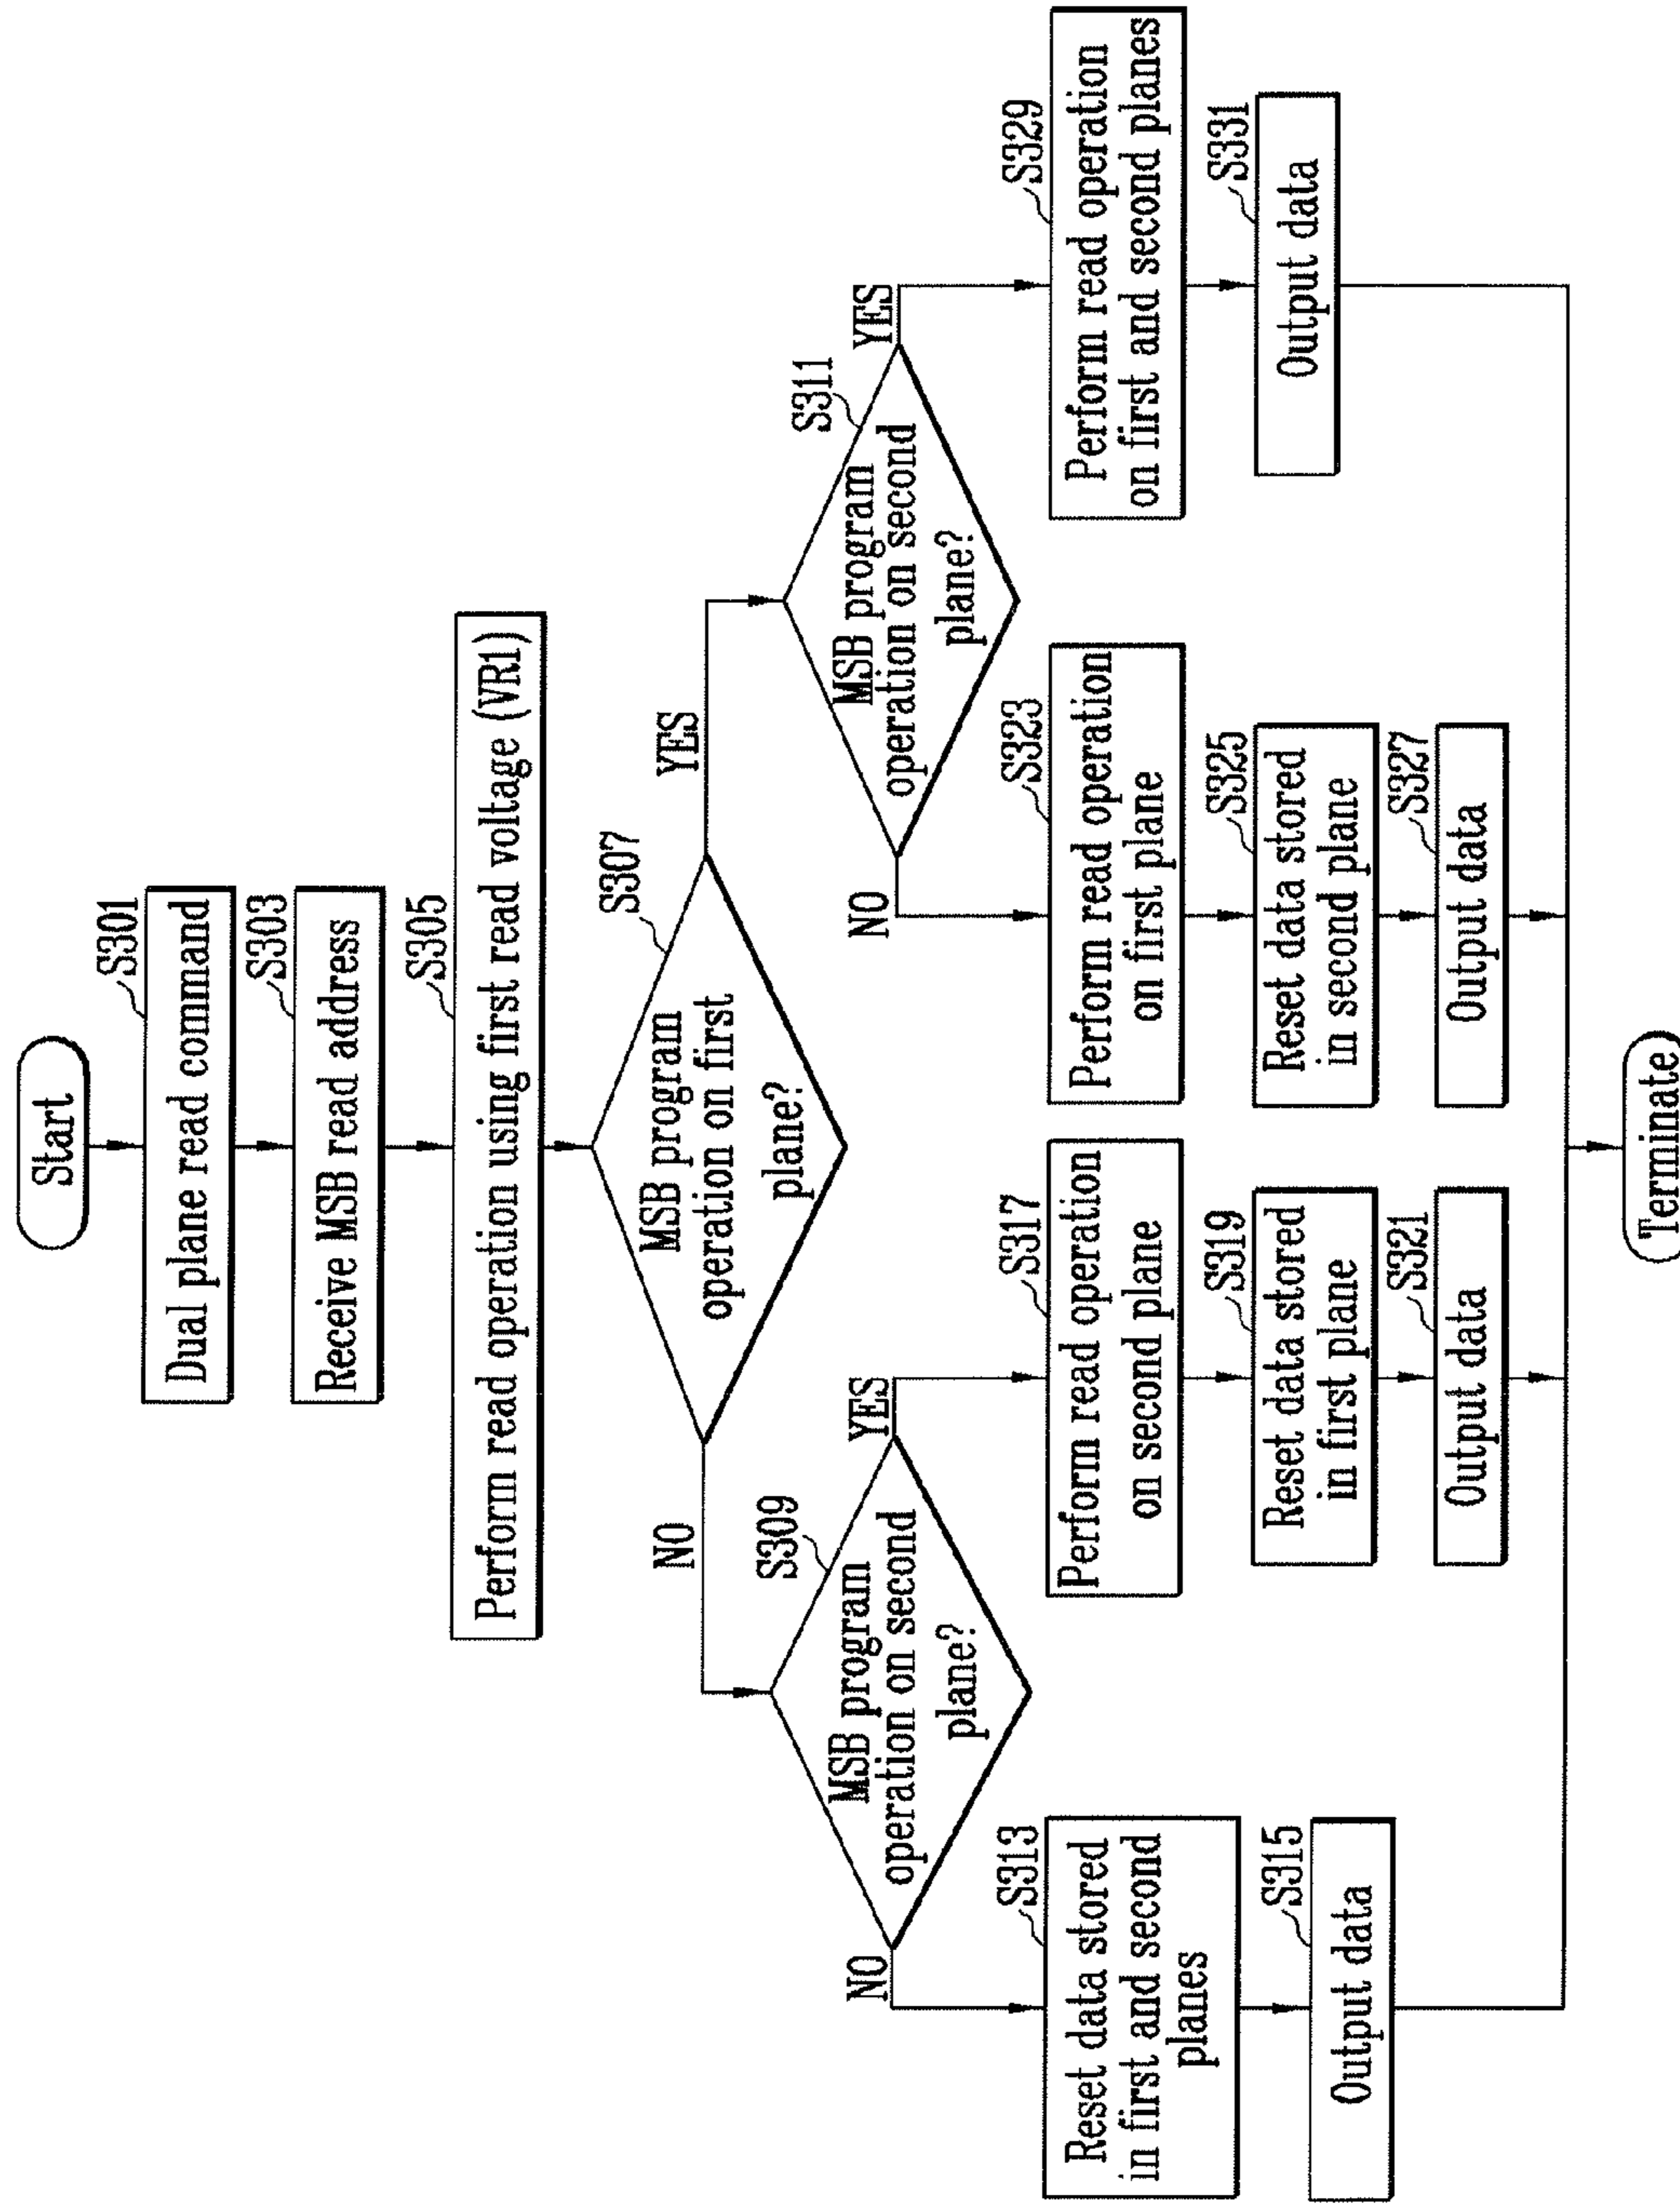 Start
S301
Dual plane read command
S303
Receive MSB read address
S305
Perform read operation using first read voltage (VR1)
S307
MSB program
operation on first
plane?
NO
YES
S309
MSB program
operation on second
plane?
NO
YES
S311
MSB program
operation on second
plane?
NO
YES
S313
Reset data stored
in first and second
planes
S315
Output data
S317
Perform read operation
on second plane
S319
Reset data stored
in first plane
S321
Output data
S323
Perform read operation
on first plane
S325
Reset data stored
in second plane
S327
Output data
S329
Perform read operation
on first and second planes
S331
Output data
Terminate